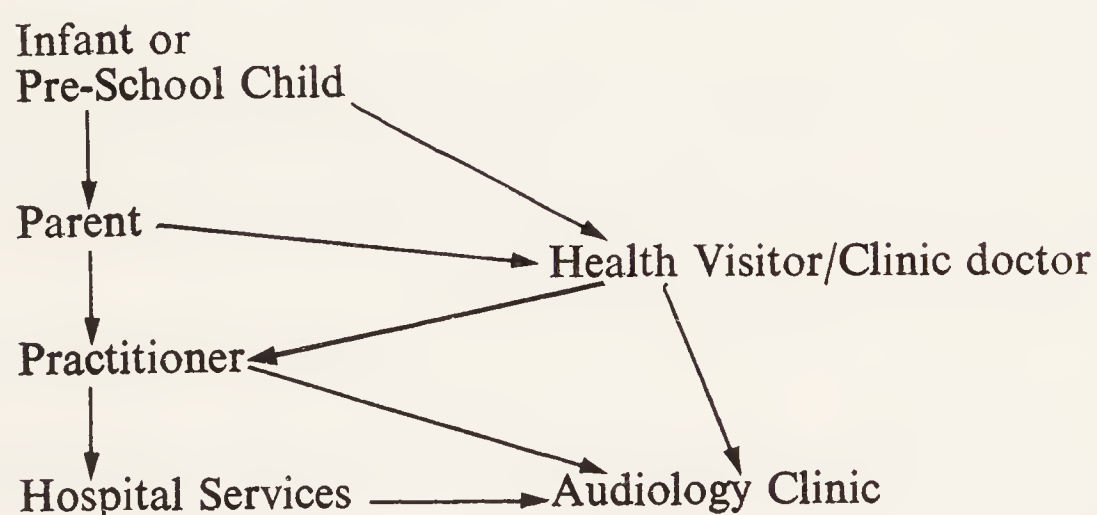 Infant or
Pre-School Child
Parent
Health Visitor/Clinic doctor
Practitioner
Hospital Services
Audiology Clinic